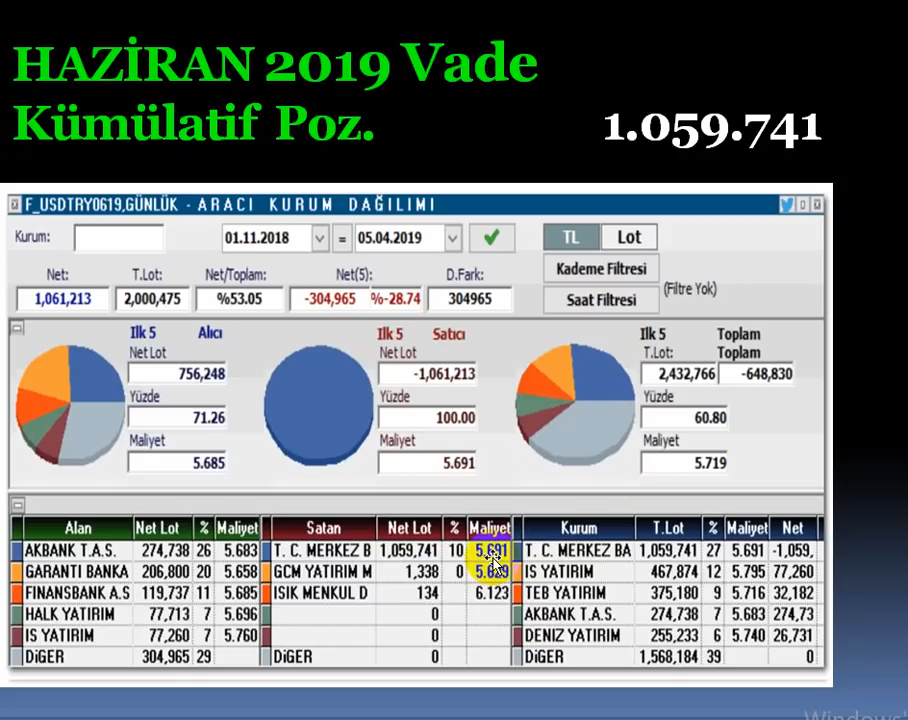 HAZİRAN 2019 Vade
Kümülatif Poz. 1.059.741
F_USDTRY0619,GÜNLÜK - ARACI KURUM DAĞILIMI
Kurum: 01.11.2018 = 05.04.2019 TL Lot
Kademe Filtresi
Net: T.Lot: Net/Toplam: Net(5): D.Fark:
1,061,213 2,000,475 %53.05 -304,965 %-28.74 304965 Saat Filtresi (Filtre Yok)
Ilk 5 Alıcı Ilk 5 Satıcı Ilk 5 Toplam
Net Lot Net Lot T.Lot: Toplam
756,248 -1,061,213 2,432,766 -648,830
Yüzde Yüzde Yüzde
71.26 100.00 60.80
Maliyet Maliyet Maliyet
5.685 5.691 5.719
Alan Net Lot % Maliyet Satan Net Lot % Maliyet Kurum T.Lot % Maliyet Net
AKBANK T.A.S. 274,738 26 5.683 T. C. MERKEZ B 1,059,741 10 5.691 T. C. MERKEZ BA 1,059,741 27 5.691 -1,059,
GARANTI BANKA 206,800 20 5.658 GCM YATIRIM M 1,338 0 IS YATIRIM 467,874 12 5.795 77,260
FINANSBANK A.S 119,737 11 5.685 ISIK MENKUL D 134 6.123 TEB YATIRIM 375,180 9 5.716 32,182
HALK YATIRIM 77,713 7 5.696 0 AKBANK T.A.S. 274,738 7 5.683 274,73
IS YATIRIM 77,260 7 5.760 0 DENIZ YATIRIM 255,233 6 5.740 26,731
DiGER 304,965 29 DiGER 0 DiGER 1,568,184 39 0